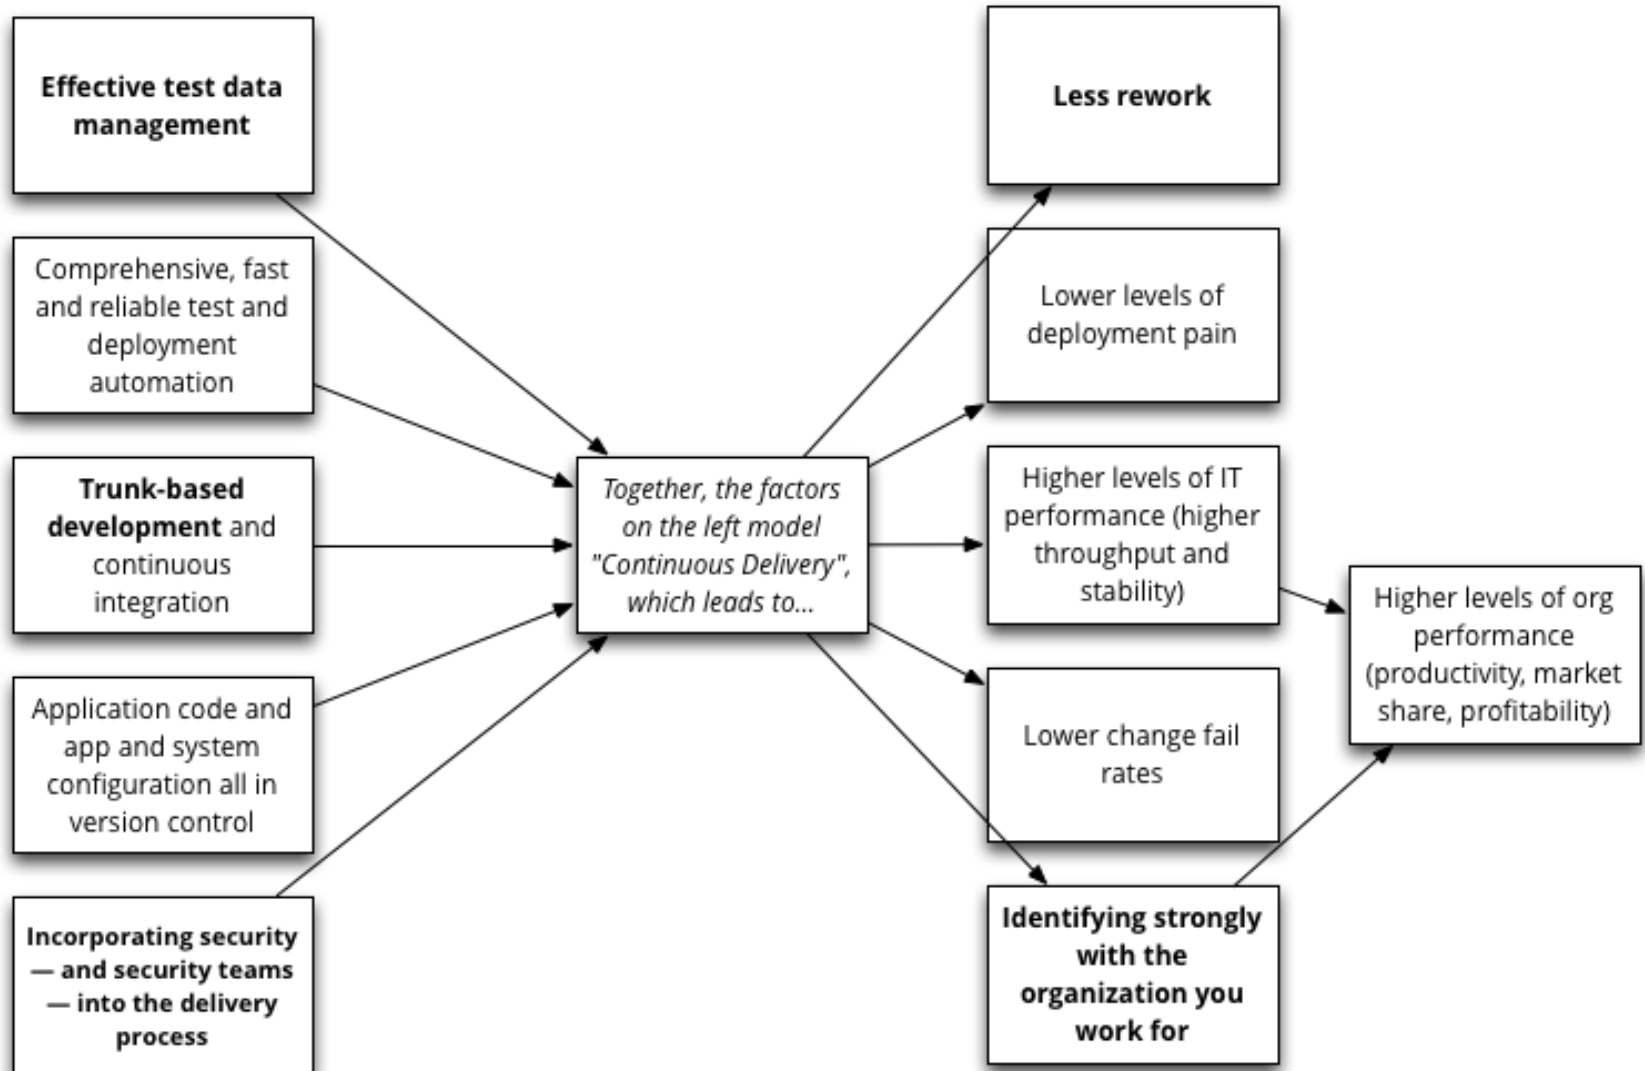 Effective test data
management
Comprehensive, fast
and reliable test and
deployment
automation
Trunk-based
development and
continuous
integration
Application code and
app and system
configuration all in
version control
Incorporating security
— and security teams
— into the delivery
process
Together, the factors
on the left model
"Continuous Delivery",
which leads to...
Less rework
Lower levels of
deployment pain
Higher levels of IT
performance (higher
throughput and
stability)
Lower change fail
rates
Identifying strongly
with the
organization you
work for
Higher levels of org
performance
(productivity, market
share, profitability)